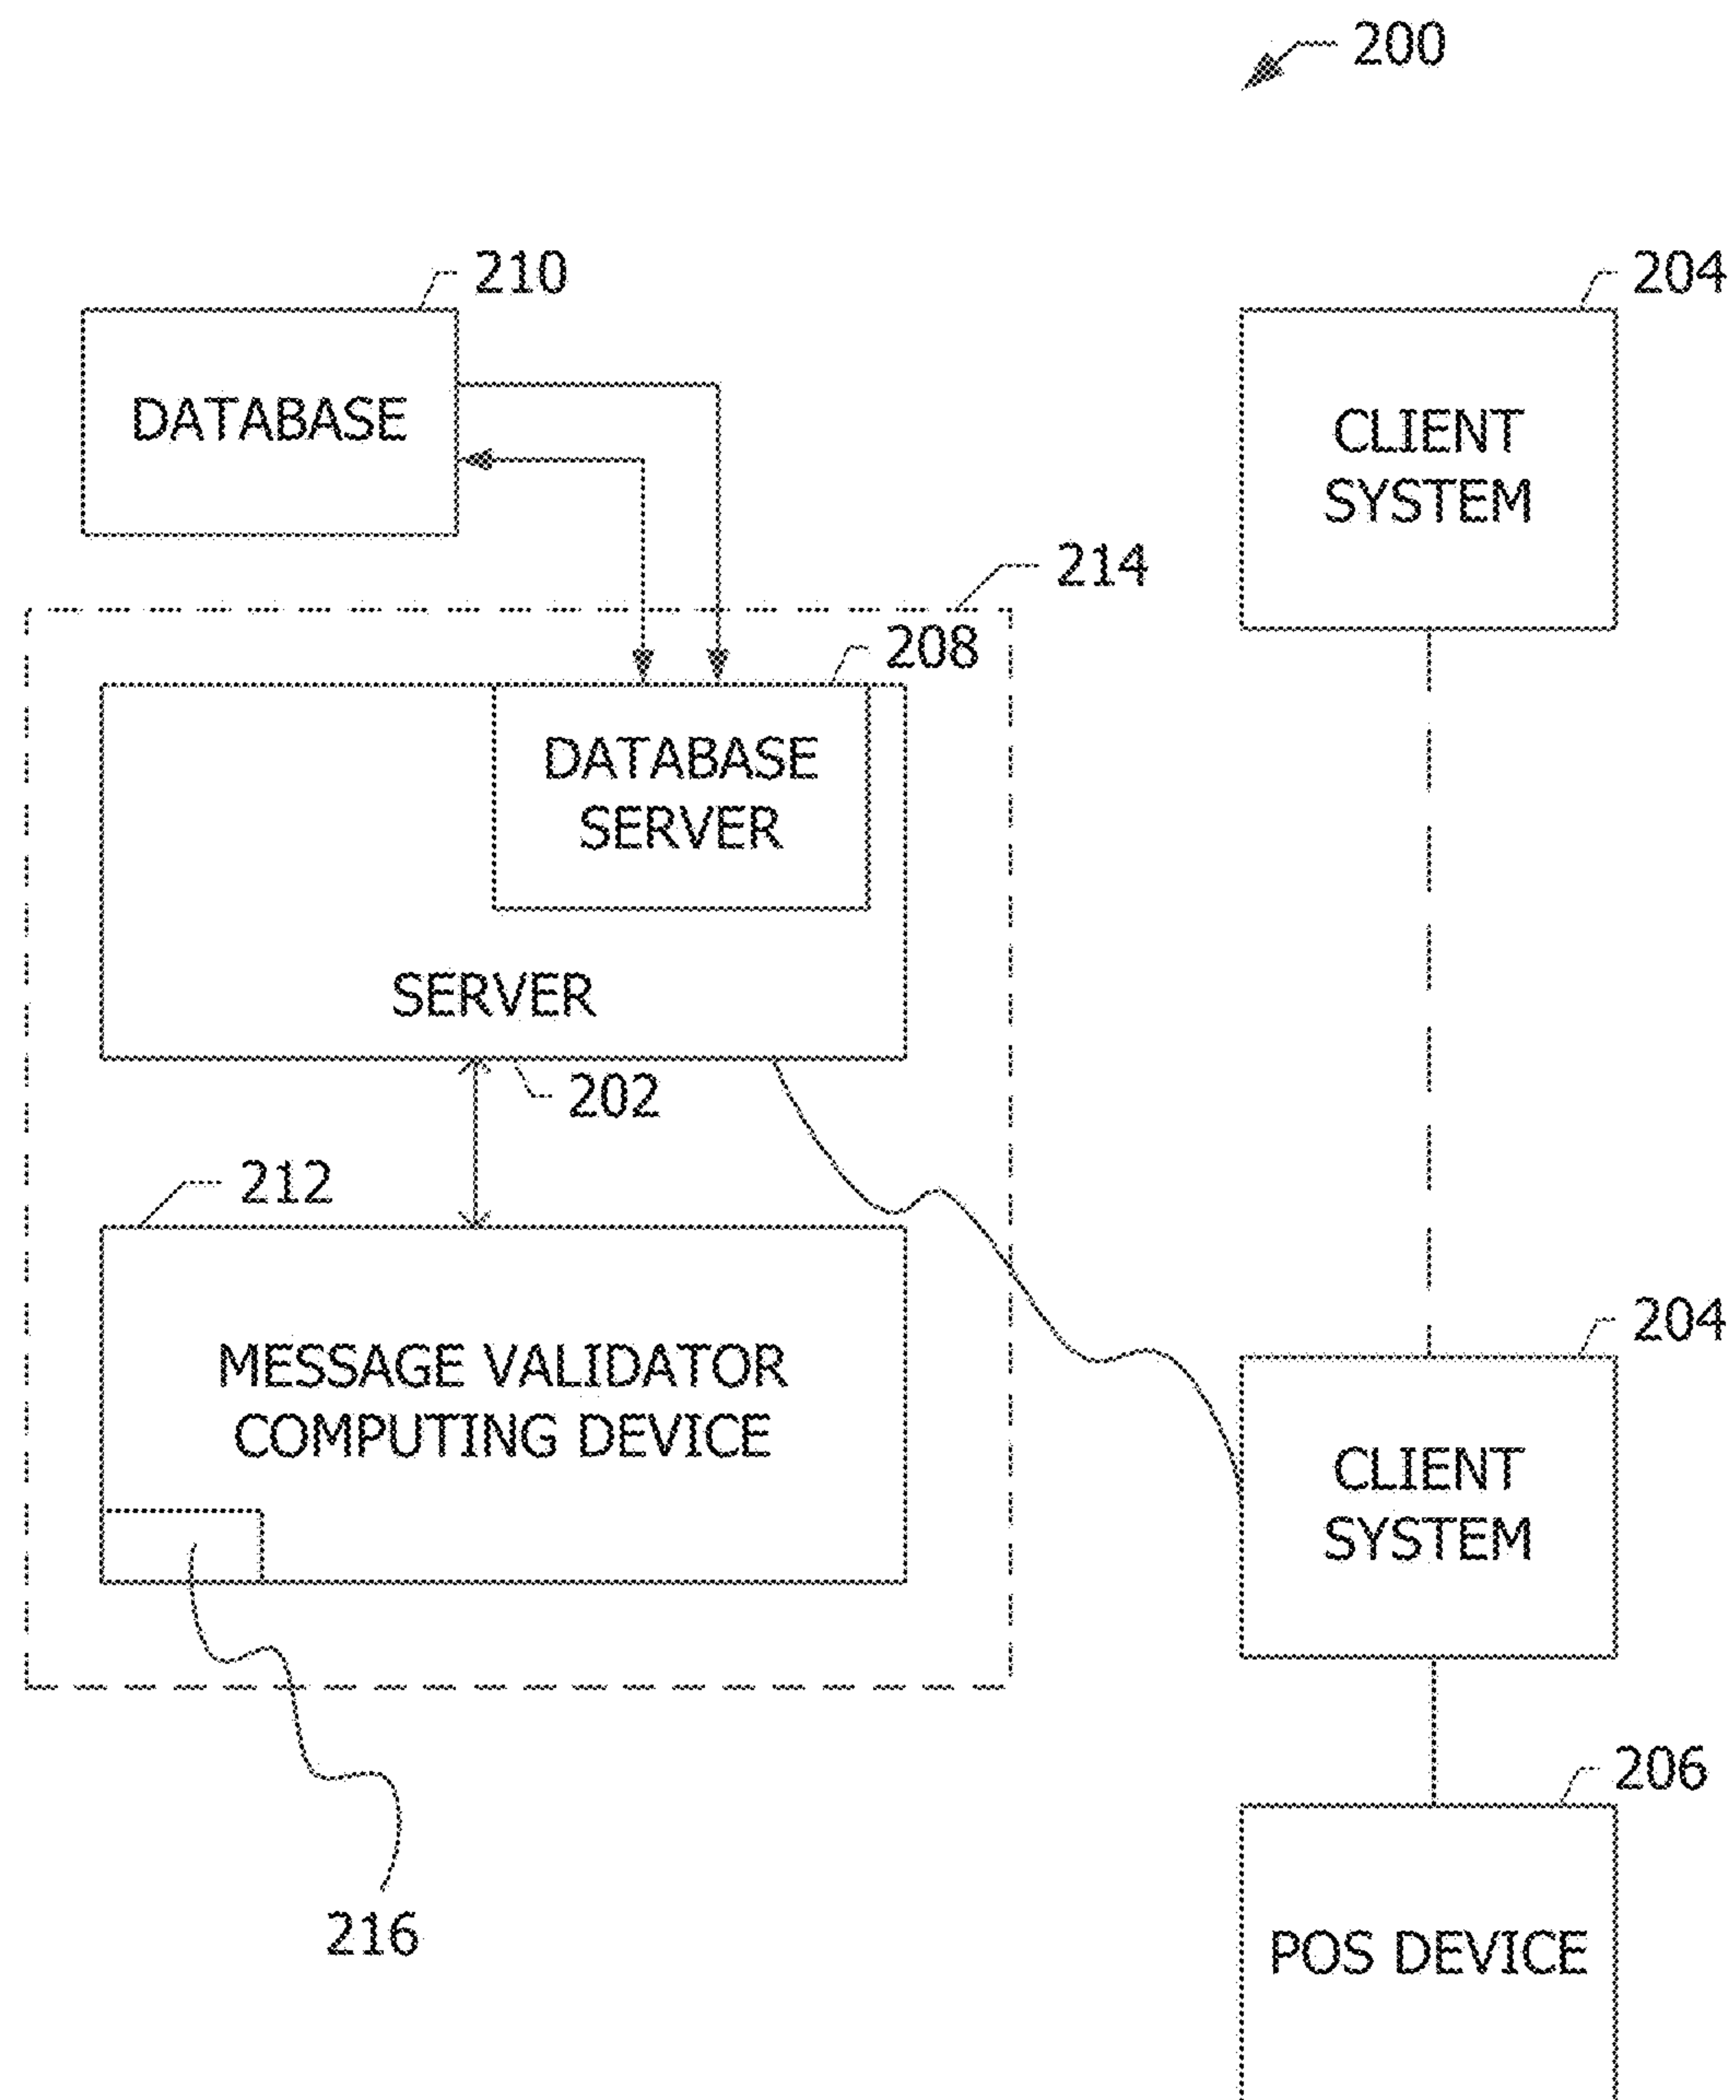 200
210
204
DATABASE
CLIENT
SYSTEM
214
208
DATABASE
SERVER
SERVER
202
212
204
MESSAGE VALIDATOR
COMPUTING DEVICE
CLIENT
SYSTEM
206
216
POS DEVICE